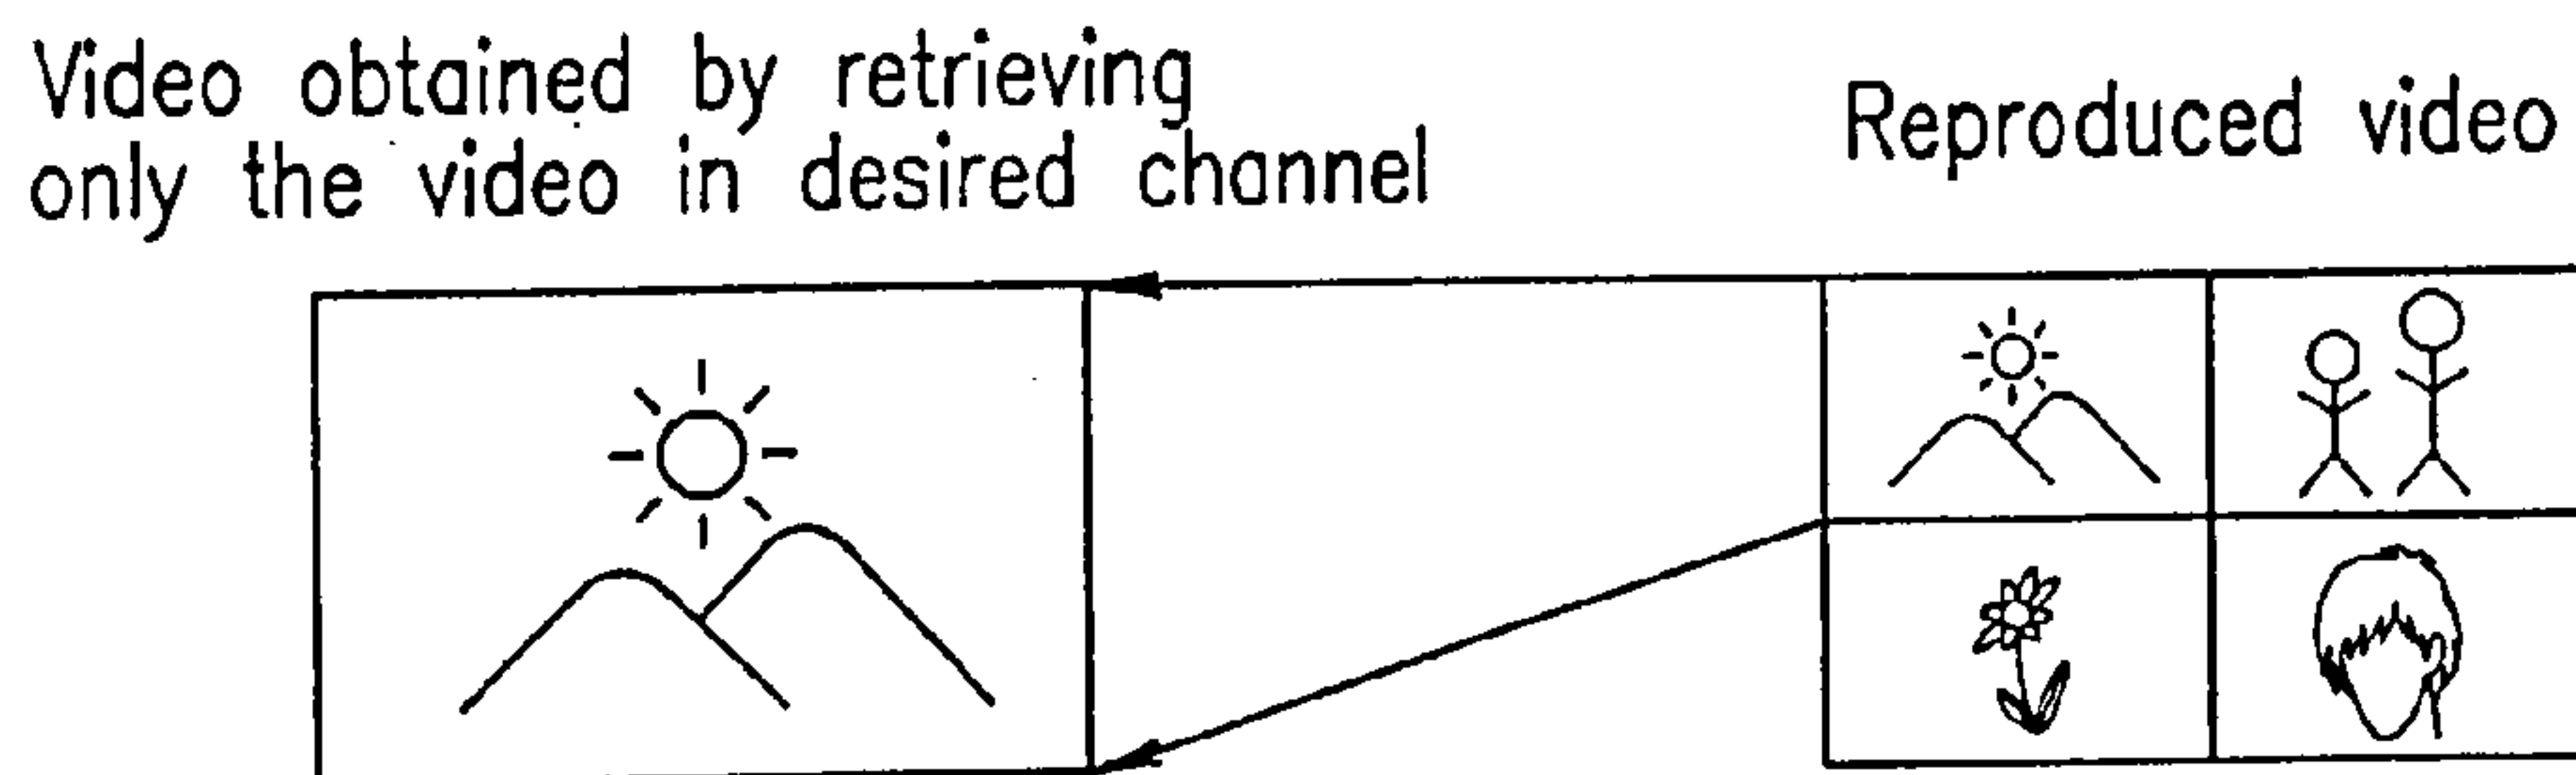 Video obtained by retrieving
only the video in desired channel
Reproduced video